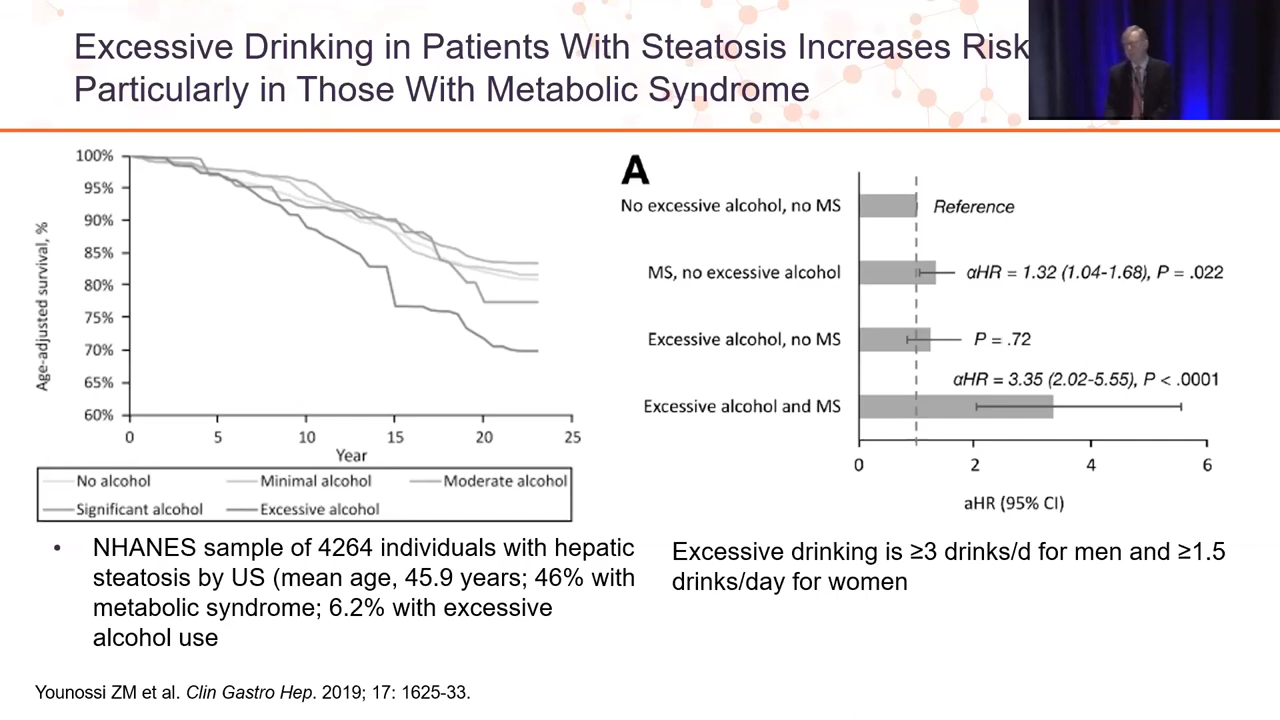 Excessive Drinking in Patients With Steatosis Increases Risk
Particularly in Those With Metabolic Syndrome
100%
95%
90%
85%
80%
75%
70%
65%
60%
Age-adjusted survival, %
0 5 10 15 20 25
Year
No alcohol Minimal alcohol Moderate alcohol
Significant alcohol Excessive alcohol
A
No excessive alcohol, no MS Reference
MS, no excessive alcohol αHR = 1.32 (1.04-1.68), P = .022
Excessive alcohol, no MS P = .72
αHR = 3.35 (2.02-5.55), P < .0001
Excessive alcohol and MS
0 2 4 6
aHR (95% CI)
• NHANES sample of 4264 individuals with hepatic
steatosis by US (mean age, 45.9 years; 46% with
metabolic syndrome; 6.2% with excessive
alcohol use
Excessive drinking is ≥3 drinks/d for men and ≥1.5
drinks/day for women
Younossi ZM et al. Clin Gastro Hep. 2019; 17: 1625-33.